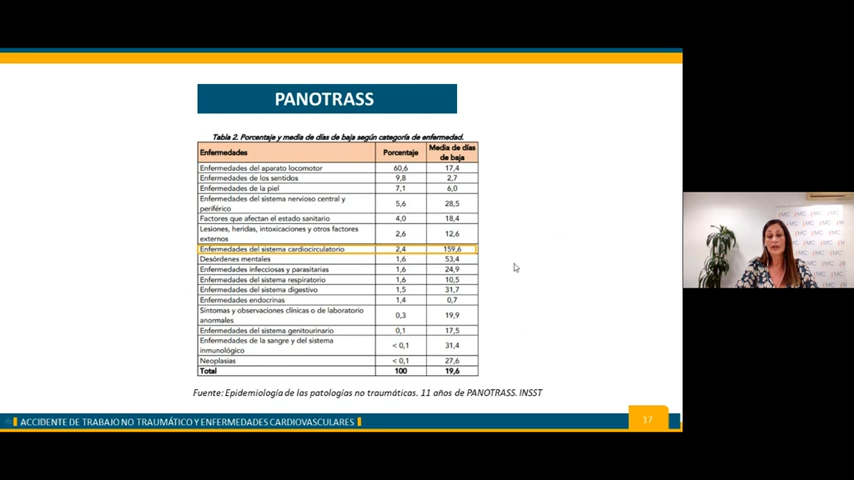 PANOTRASS
Tabla 2. Porcentaje y media de días de baja según categoría de enfermedad.
Enfermedades Porcentaje Media de días de baja
Enfermedades del aparato locomotor 60,6 17,4
Enfermedades de los sentidos 9,8 2,7
Enfermedades de la piel 7,1 6,0
Enfermedades del sistema nervioso central y
periférico 5,6 28,5
Factores que afectan el estado sanitario 4,0 18,4
Lesiones, heridas, intoxicaciones y otros factores
externos 2,6 12,6
Enfermedades del sistema cardiocirculatorio 2,4 159,6
Desórdenes mentales 1,6 53,4
Enfermedades infecciosas y parasitarias 1,6 24,9
Enfermedades del sistema respiratorio 1,6 10,5
Enfermedades del sistema digestivo 1,5 31,7
Enfermedades endocrinas 1,4 0,7
Síntomas y observaciones clínicas o de laboratorio
anormales 0,3 19,9
Enfermedades del sistema genitourinario 0,1 17,5
Enfermedades de la sangre y del sistema
inmunológico < 0,1 31,4
Neoplasias < 0,1 27,6
Total 100 19,6
Fuente: Epidemiología de las patologías no traumáticas. 11 años de PANOTRASS. INSST
ACCIDENTE DE TRABAJO NO TRAUMÁTICO Y ENFERMEDADES CARDIOVASCULARES
17